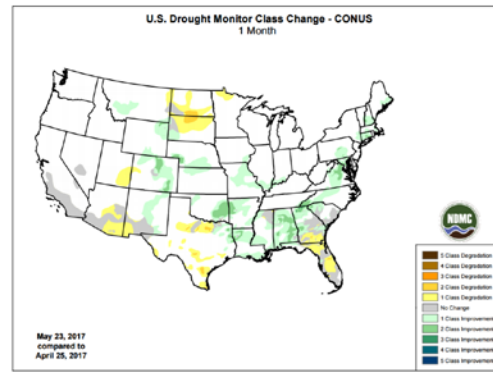 U.S. Drought Monitor Class Change - CONUS
1 Month
NDMC
5 Class Degradation
4 Class Degradation
3 Class Degradation
2 Class Degradation
1 Class Degradation
No Change
1 Class Improvement
2 Class Improvement
3 Class Improvement
4 Class Improvement
5 Class Improvement
May 23, 2017
compared to
April 25, 2017